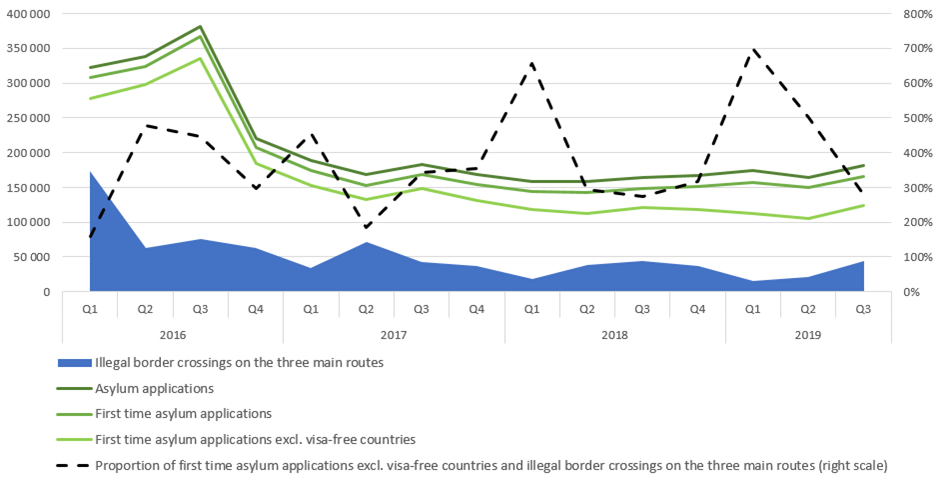 400 000 800%
350 000 700%
300 000 600%
250 000 500%
200 000 400%
150 000 300%
100 000 200%
50 000 100%
0 0%
Q1 Q2 Q3 Q4 Q1 Q2 Q3 Q4 Q1 Q2 Q3 Q4 Q1 Q2 Q3
2016 2017 2018 2019
Illegal border crossings on the three main routes
Asylum applications
First time asylum applications
First time asylum applications excl. visa-free countries
Proportion of first time asylum applications excl. visa-free countries and illegal border crossings on the three main routes (right scale)